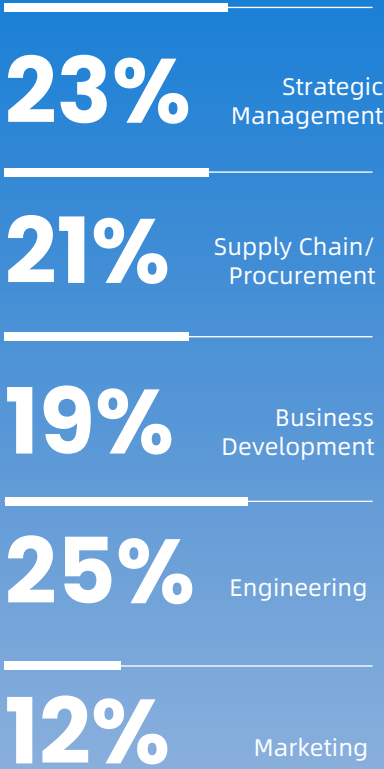 23%
Strategic
Management
21%
Supply Chain/
Procurement
19%
Business
Development
25%
Engineering
12%
Marketing